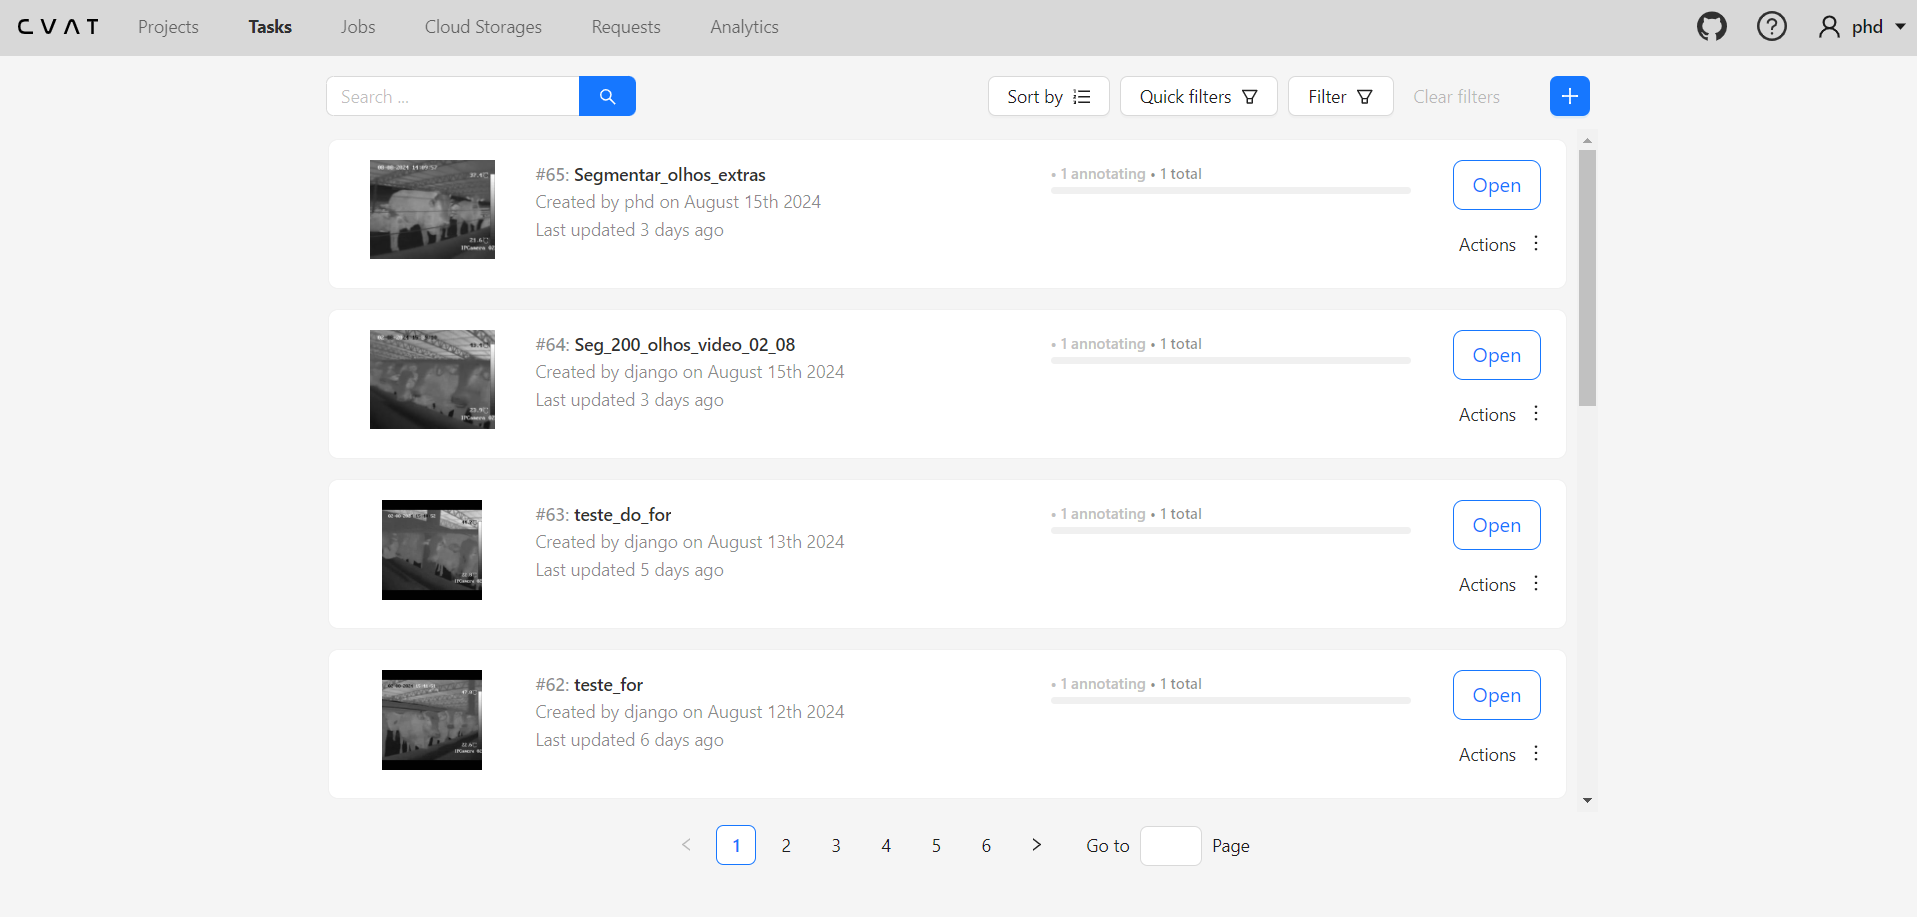 CVAT Projects Tasks Jobs Cloud Storages Requests Analytics phd
Search ... Sort by Quick filters Filter Clear filters
#65: Segmentar_olhos_extras
Created by phd on August 15th 2024
Last updated 3 days ago
• 1 annotating • 1 total
Open
Actions
#64: Seg_200_olhos_video_02_08
Created by django on August 15th 2024
Last updated 3 days ago
• 1 annotating • 1 total
Open
Actions
#63: teste_do_for
Created by django on August 13th 2024
Last updated 5 days ago
• 1 annotating • 1 total
Open
Actions
#62: teste_for
Created by django on August 12th 2024
Last updated 6 days ago
• 1 annotating • 1 total
Open
Actions
1 2 3 4 5 6 Go to Page